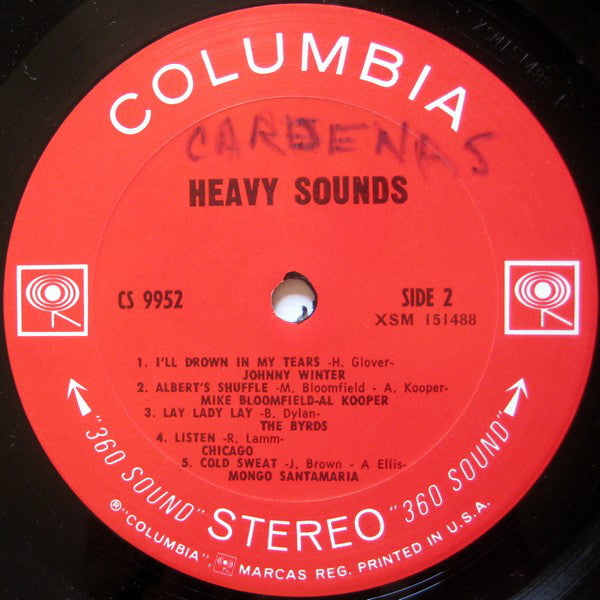 COLUMBIA
CARDENAS
HEAVY SOUNDS
CS 9952
SIDE 2
XSM 151488
1. I'LL DROWN IN MY TEARS -H. Glover-
JOHNNY WINTER
2. ALBERT'S SHUFFLE -M. Bloomfield - A. Kooper-
MIKE BLOOMFIELD-AL KOOPER
3. LAY LADY LAY -B. Dylan-
THE BYRDS
4. LISTEN -R. Lamm-
CHICAGO
5. COLD SWEAT -J. Brown - A Ellis-
MONGO SANTAMARIA
"360 SOUND" STEREO "360 SOUND"
®"COLUMBIA", MARCAS REG. PRINTED IN U.S.A.